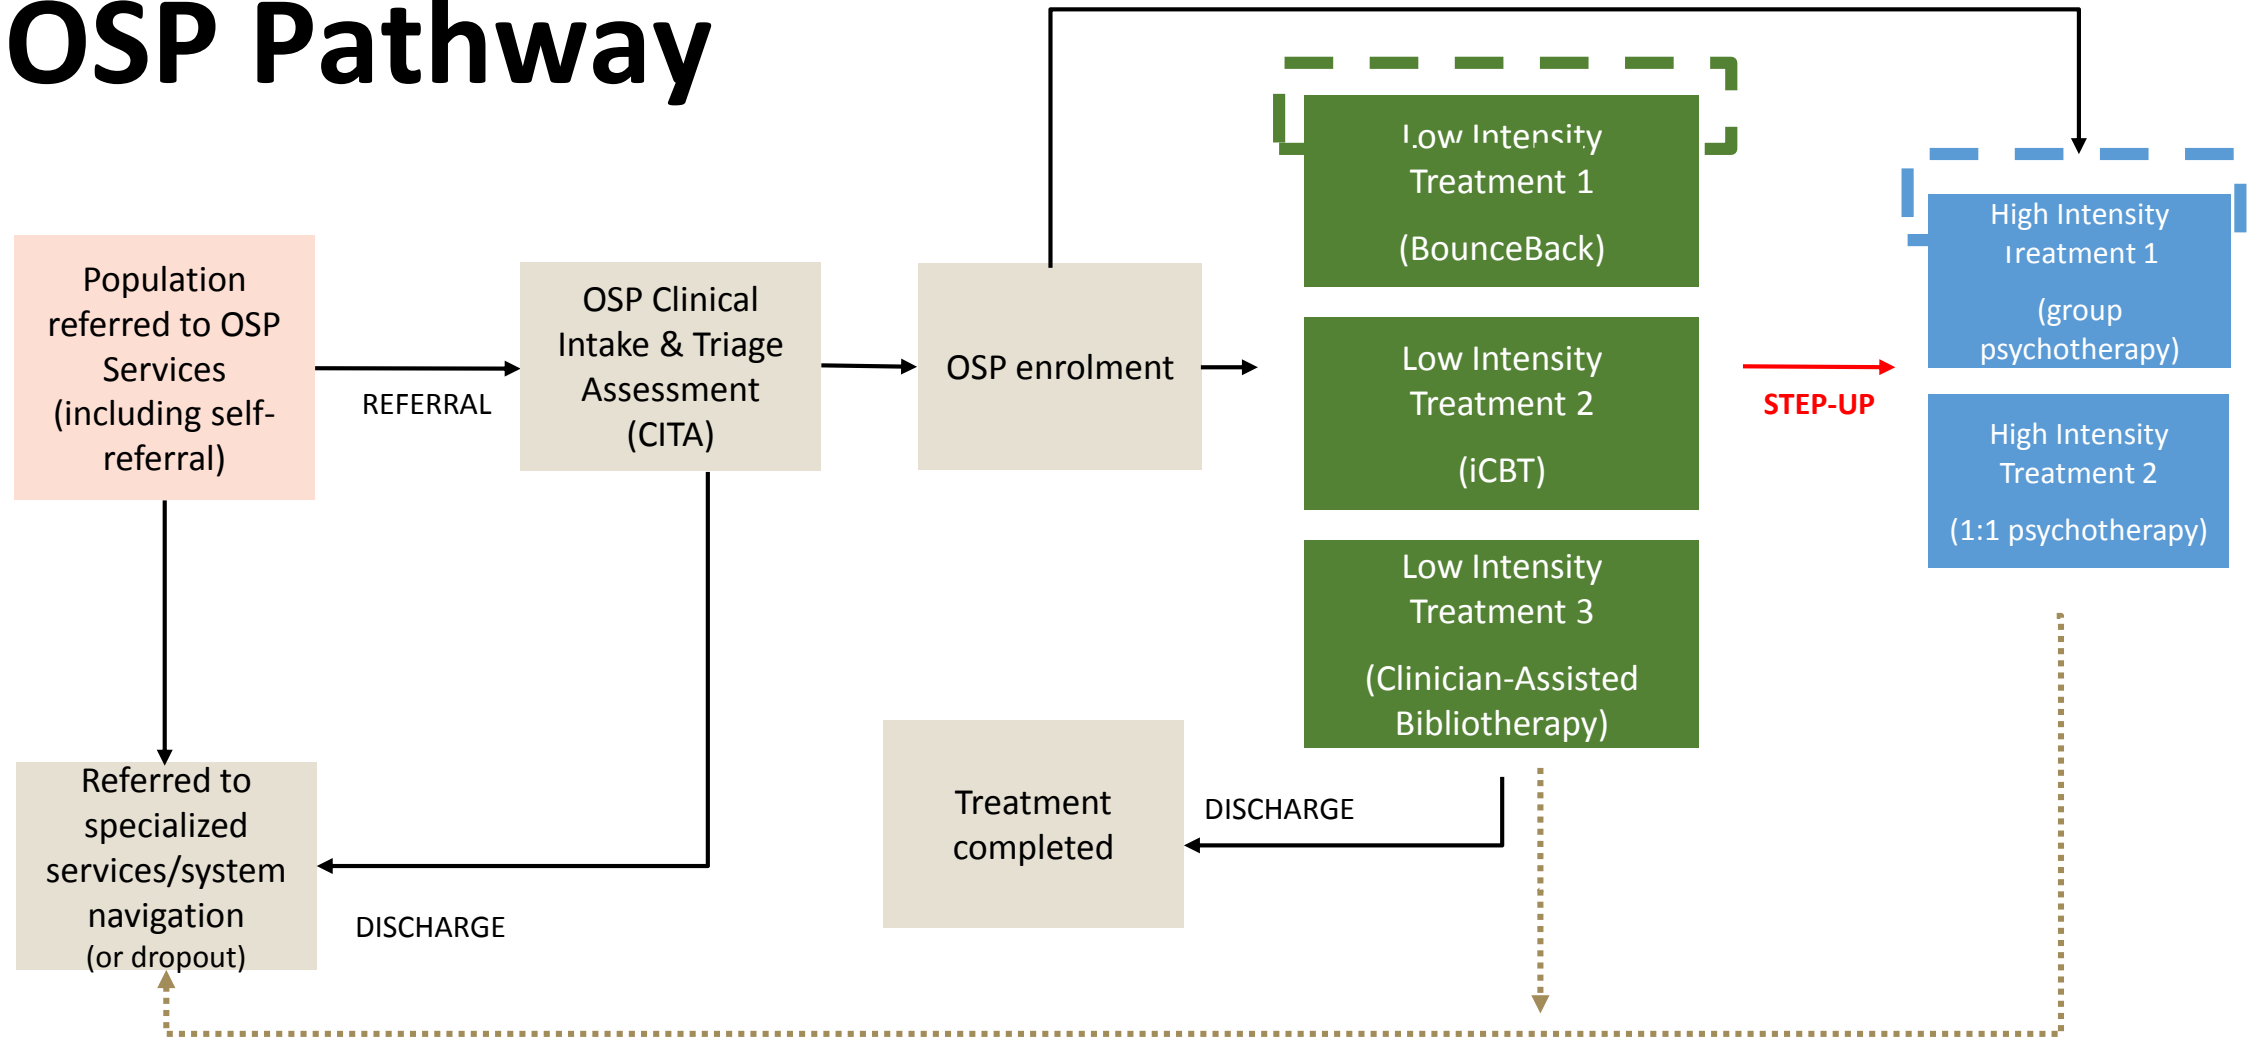 OSP Pathway
Population
referred to OSP
Services
(including self-
referral)
REFERRAL
OSP Clinical
Intake & Triage
Assessment
(CITA)
OSP enrolment
Low Intensity
Treatment 1
(BounceBack)
Low Intensity
Treatment 2
(iCBT)
Low Intensity
Treatment 3
(Clinician-Assisted
Bibliotherapy)
STEP-UP
High Intensity
Treatment 1
(group
psychotherapy)
High Intensity
Treatment 2
(1:1 psychotherapy)
Referred to
specialized
services/system
navigation
(or dropout)
DISCHARGE
Treatment
completed
DISCHARGE